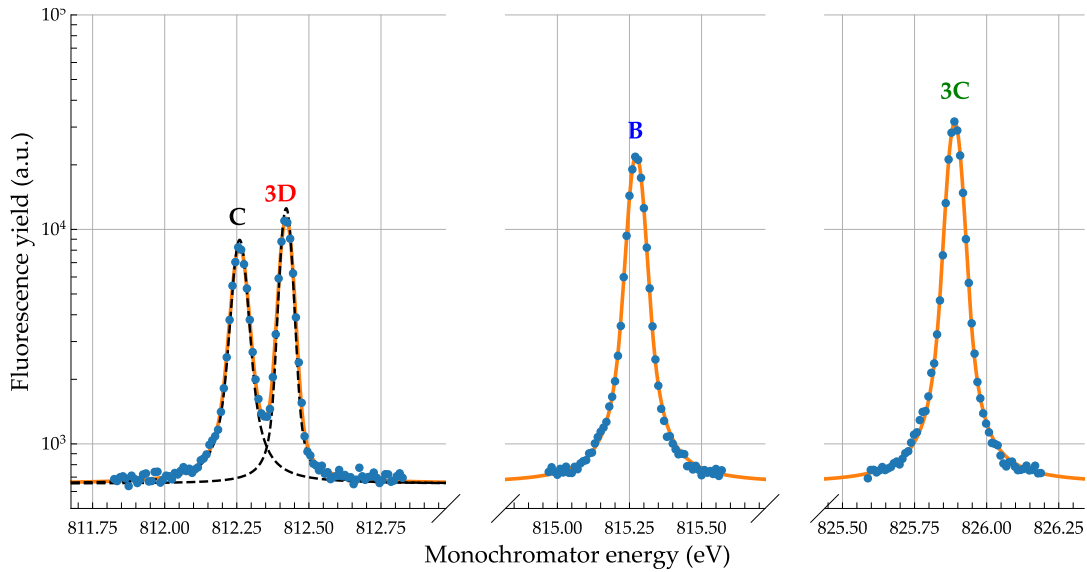 Fluorescence yield (a.u.)
10⁵
10⁴
10³
C
3D
B
3C
811.75 812.00 812.25 812.50 812.75
815.00 815.25 815.50
825.50 825.75 826.00 826.25
Monochromator energy (eV)